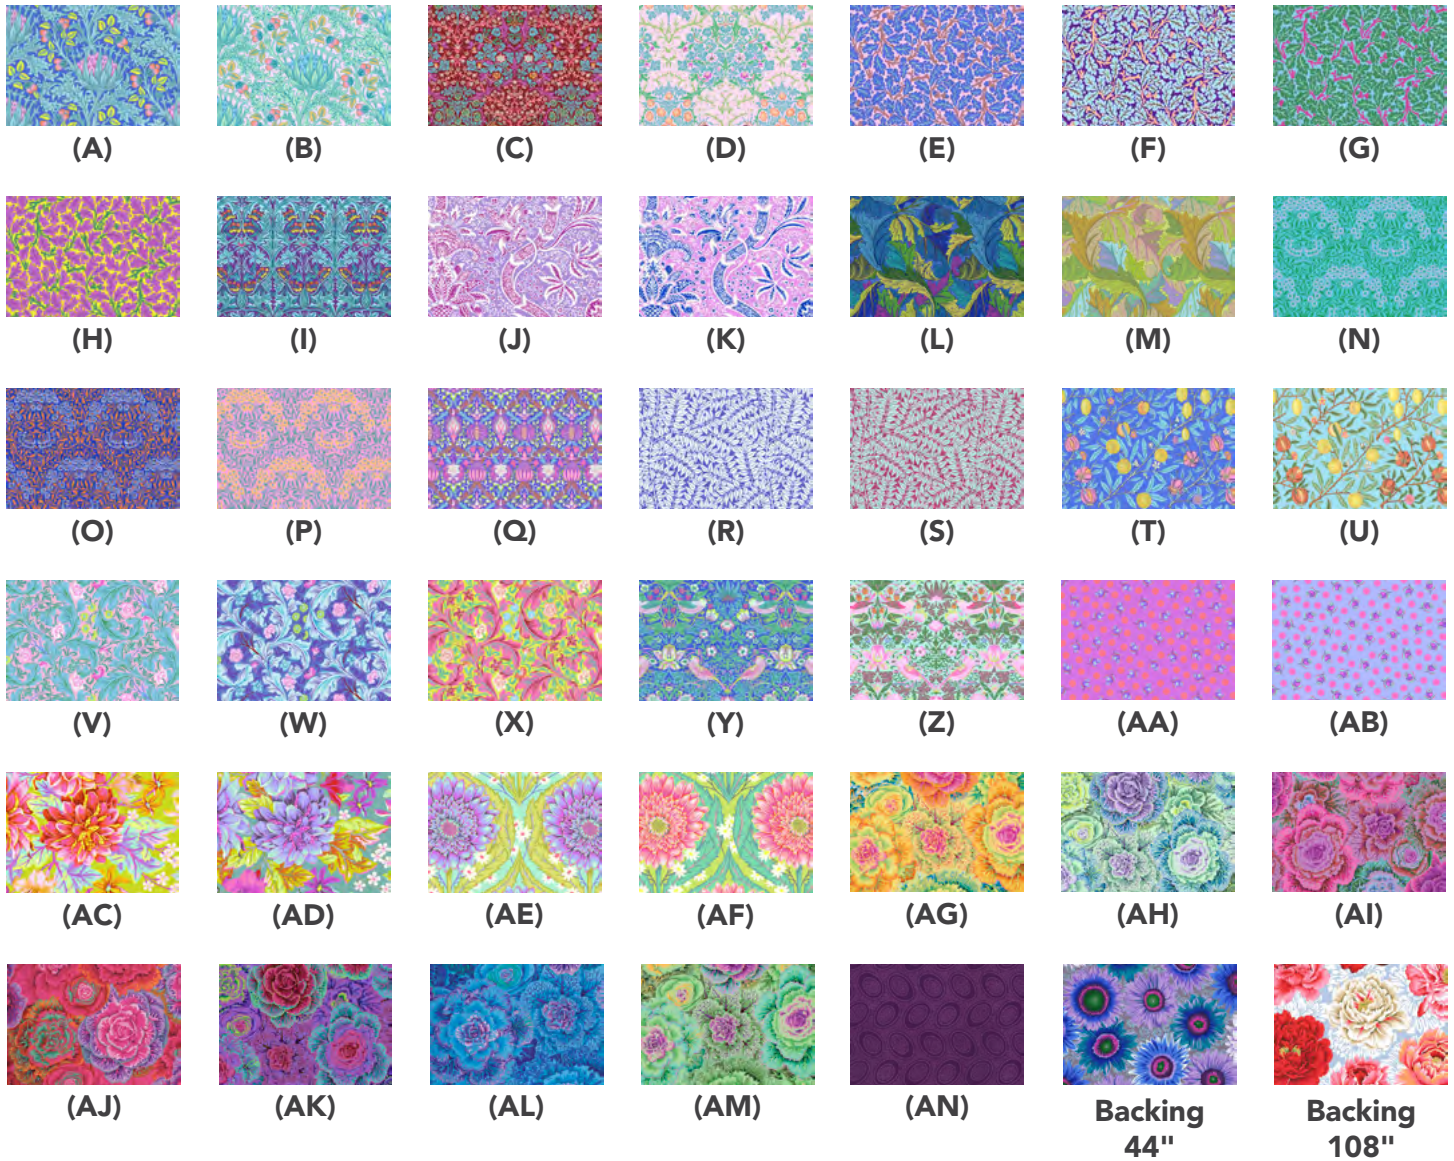 (A) (B) (C) (D) (E) (F) (G)
(H) (I) (J) (K) (L) (M) (N)
(O) (P) (Q) (R) (S) (T) (U)
(V) (W) (X) (Y) (Z) (AA) (AB)
(AC) (AD) (AE) (AF) (AG) (AH) (AI)
(AJ) (AK) (AL) (AM) (AN) Backing Backing
44" 108"